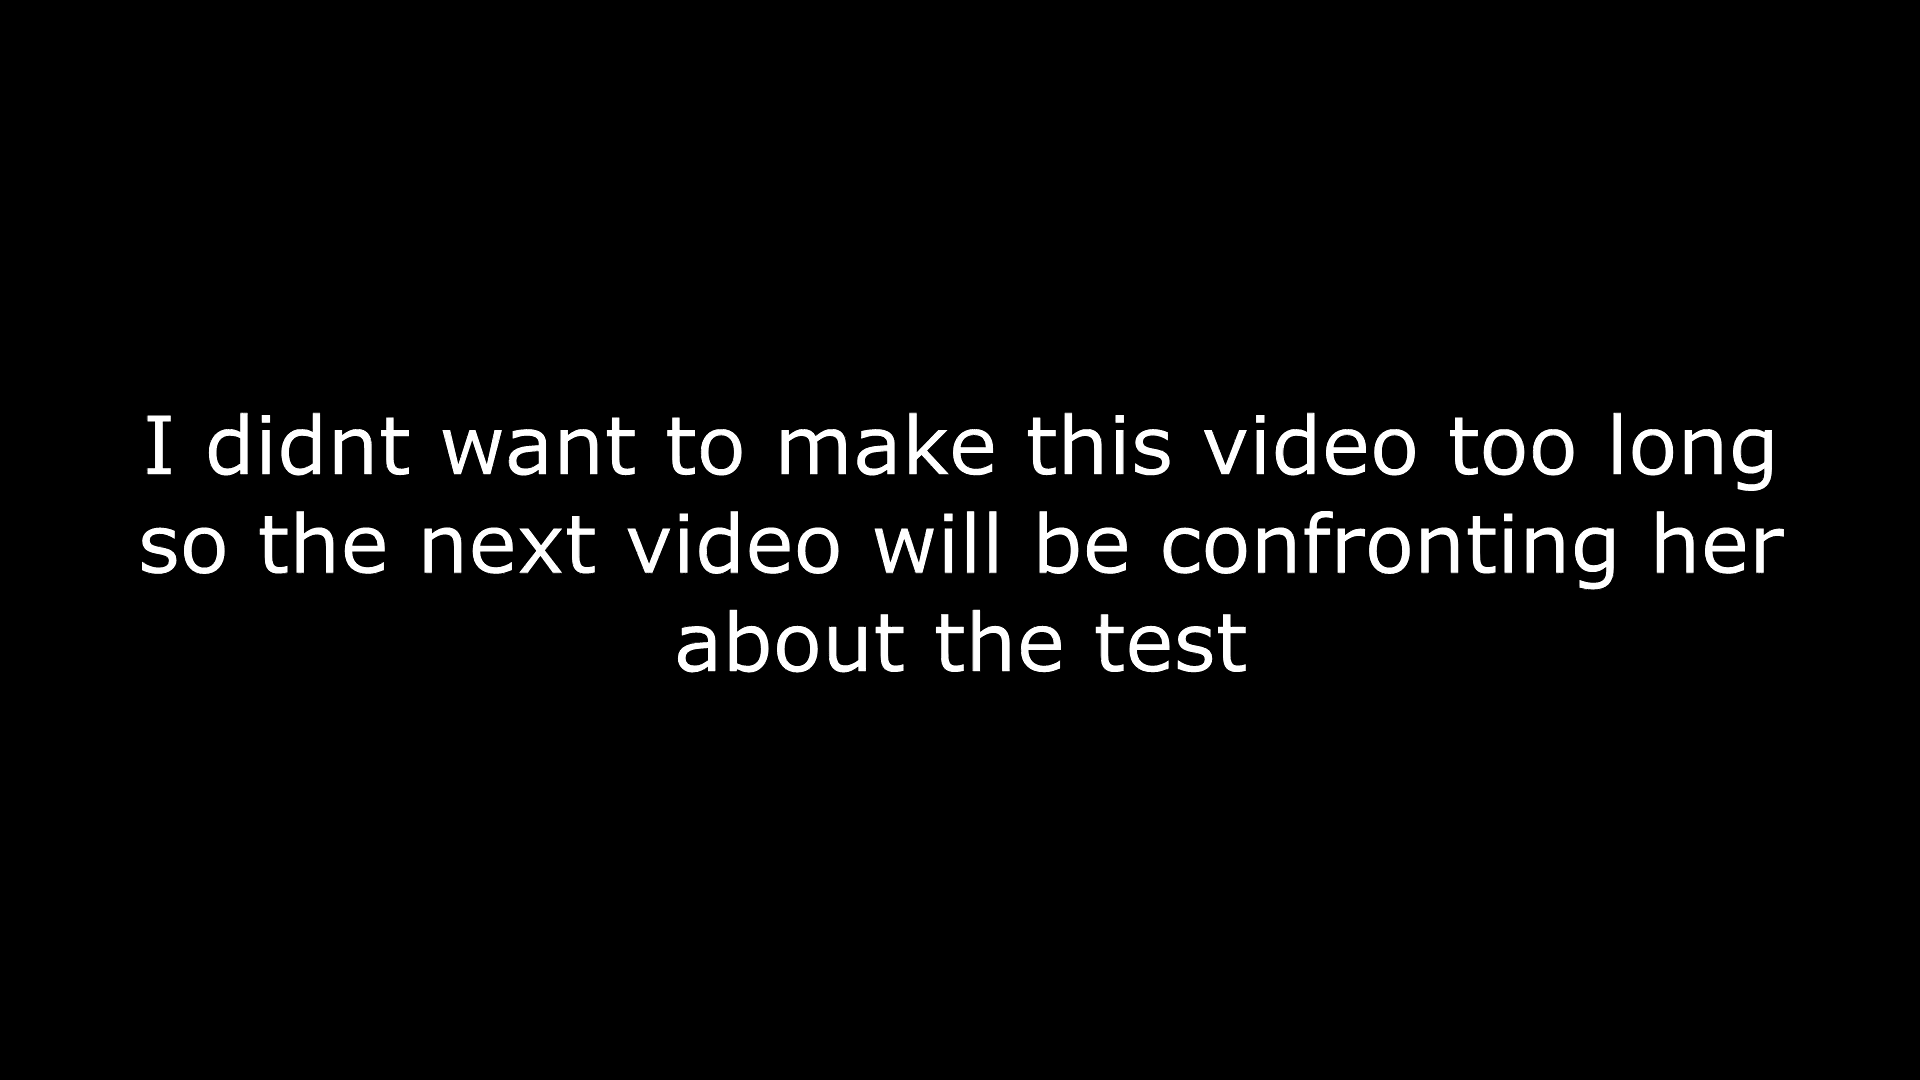 I didnt want to make this video too long
so the next video will be confronting her
about the test